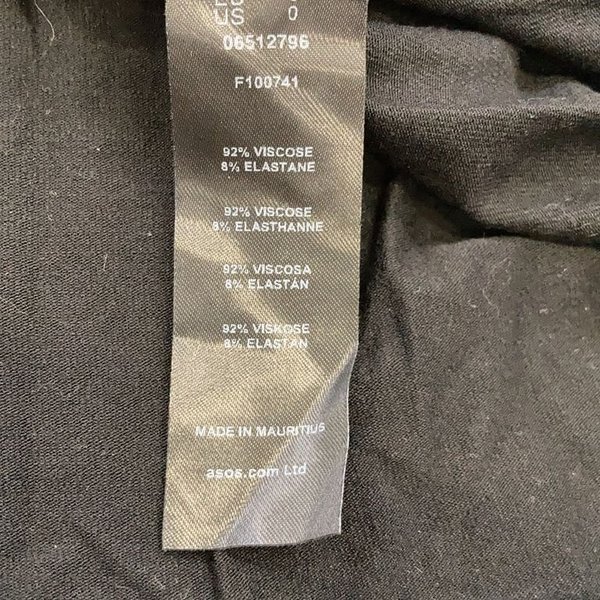 US 0
06512796
F100741
92% VISCOSE
8% ELASTANE
92% VISCOSE
8% ELASTHANNE
92% VISCOSA
8% ELASTÁN
92% VISKOSE
8% ELASTAN
MADE IN MAURITIUS
asos.com Ltd